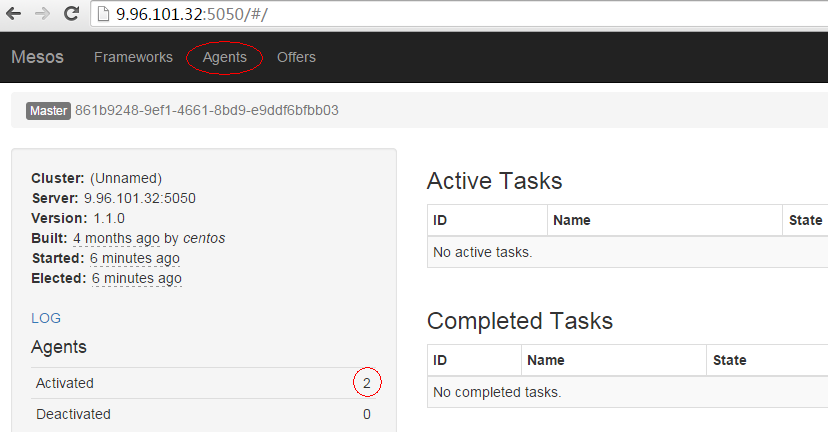 9.96.101.32:5050/#/
Mesos Frameworks Agents Offers
Master 861b9248-9ef1-4661-8bd9-e9ddf6bfbb03
Cluster: (Unnamed)
Server: 9.96.101.32:5050
Version: 1.1.0
Built: 4 months ago by centos
Started: 6 minutes ago
Elected: 6 minutes ago
LOG
Agents
Activated 2
Deactivated 0
Active Tasks
ID Name State
No active tasks.
Completed Tasks
ID Name State
No completed tasks.